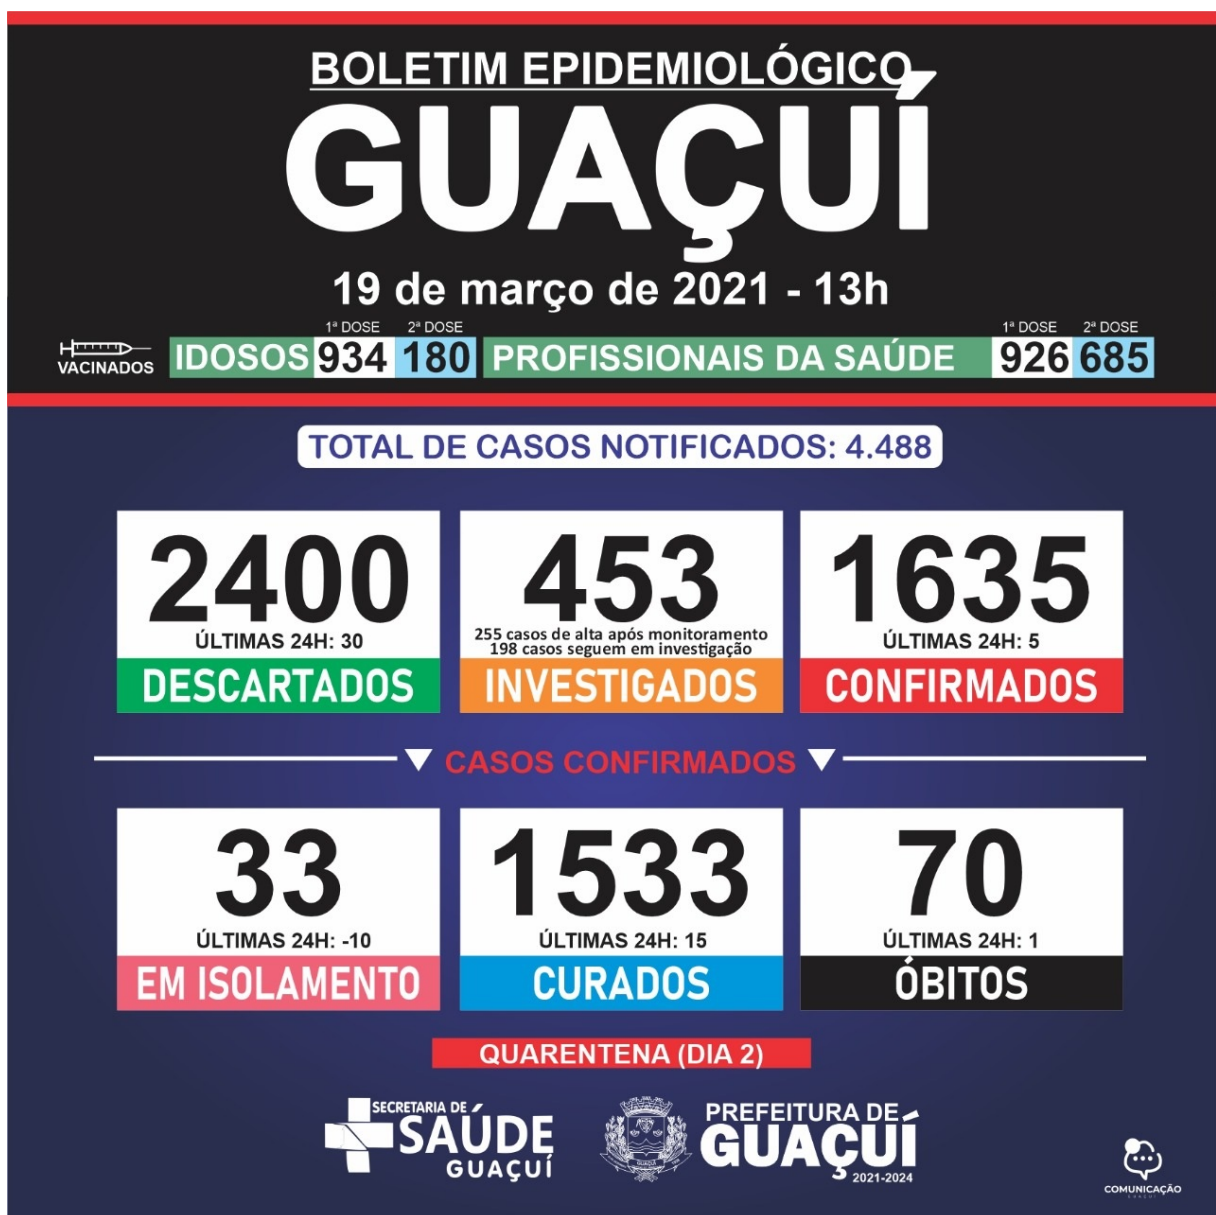 BOLETIM EPIDEMIOLÓGICO
GUAÇUÍ
19 de março de 2021 - 13h
1ª DOSE 2ª DOSE 1ª DOSE 2ª DOSE
VACINADOS IDOSOS 934 180 PROFISSIONAIS DA SAÚDE 926 685
TOTAL DE CASOS NOTIFICADOS: 4.488
2400
ÚLTIMAS 24H: 30
DESCARTADOS
453
255 casos de alta após monitoramento
198 casos seguem em investigação
INVESTIGADOS
1635
ÚLTIMAS 24H: 5
CONFIRMADOS
CASOS CONFIRMADOS
33
ÚLTIMAS 24H: -10
EM ISOLAMENTO
1533
ÚLTIMAS 24H: 15
CURADOS
70
ÚLTIMAS 24H: 1
ÓBITOS
QUARENTENA (DIA 2)
SECRETARIA DE
SAÚDE
GUAÇUÍ
GUAÇUÍ
PREFEITURA DE
GUAÇUÍ
2021-2024
COMUNICAÇÃO
GUAÇUÍ